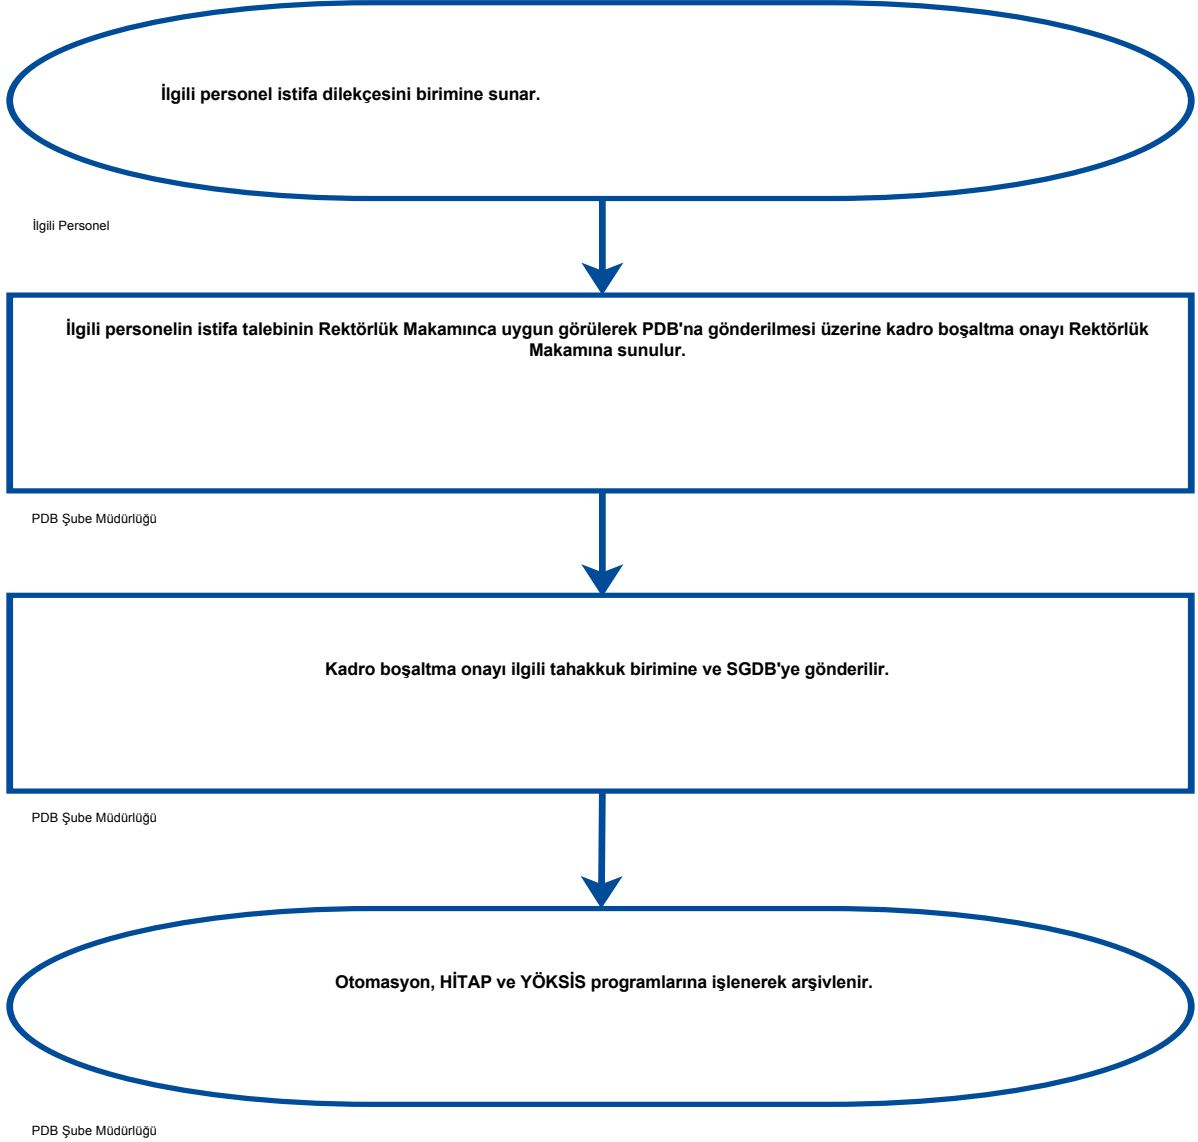 İlgili personel istifa dilekçesini birimine sunar.
İlgili Personel
İlgili personelin istifa talebinin Rektörlük Makamınca uygun görülerek PDB'na gönderilmesi üzerine kadro boşaltma onayı Rektörlük
Makamına sunulur.
PDB Şube Müdürlüğü
Kadro boşaltma onayı ilgili tahakkuk birimine ve SGDB'ye gönderilir.
PDB Şube Müdürlüğü
Otomasyon, HİTAP ve YÖKSİS programlarına işlenerek arşivlenir.
PDB Şube Müdürlüğü